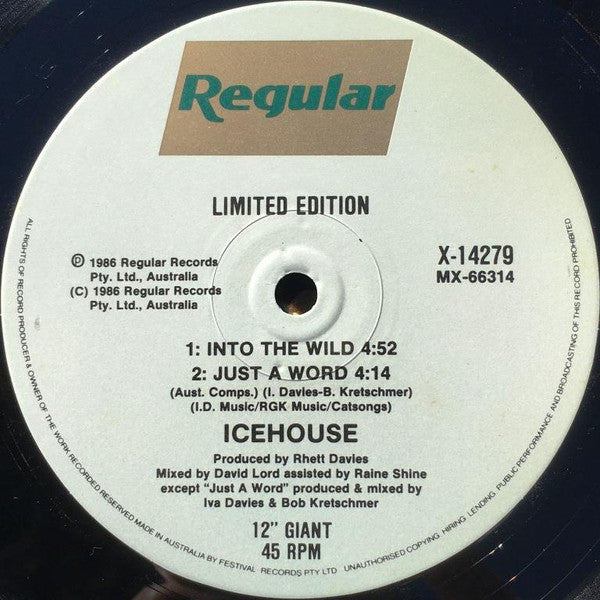 Regular
LIMITED EDITION
℗ 1986 Regular Records
Pty. Ltd., Australia
(C) 1986 Regular Records
Pty. Ltd., Australia
X-14279
MX-66314
1: INTO THE WILD 4:52
2: JUST A WORD 4:14
(Aust. Comps.) (I. Davies-B. Kretschmer)
(I.D. Music/RGK Music/Catsongs)
ICEHOUSE
Produced by Rhett Davies
Mixed by David Lord assisted by Raine Shine
except "Just A Word" produced & mixed by
Iva Davies & Bob Kretschmer
12" GIANT
45 RPM
ALL RIGHTS OF RECORD PRODUCER & OWNER OF THE WORK RECORDED RESERVED MADE IN AUSTRALIA BY FESTIVAL RECORDS PTY LTD UNAUTHORISED COPYING, HIRING, LENDING, PUBLIC PERFORMANCE AND BROADCASTING OF THIS RECORD PROHIBITED